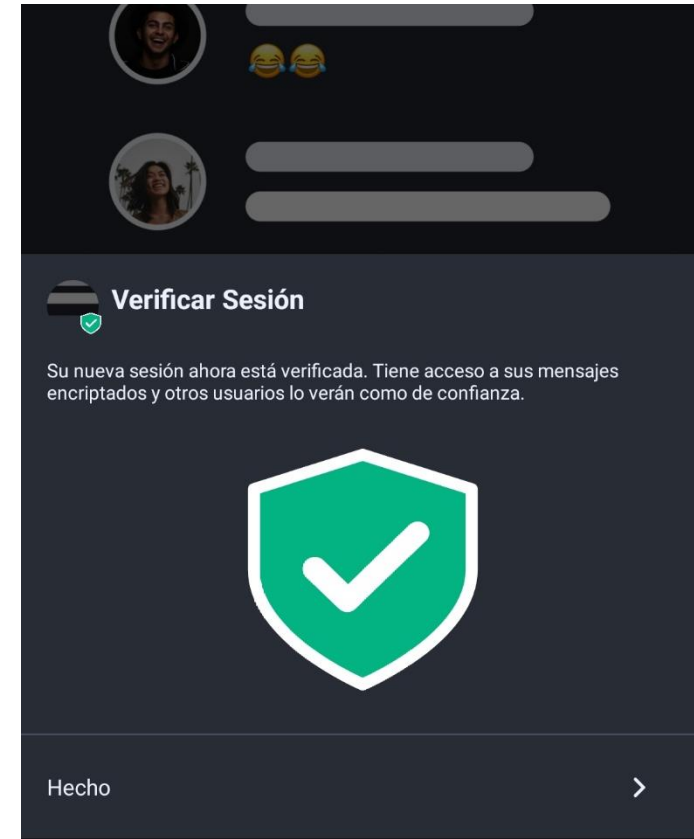 😂😂
Verificar Sesión
Su nueva sesión ahora está verificada. Tiene acceso a sus mensajes
encriptados y otros usuarios lo verán como de confianza.
Hecho